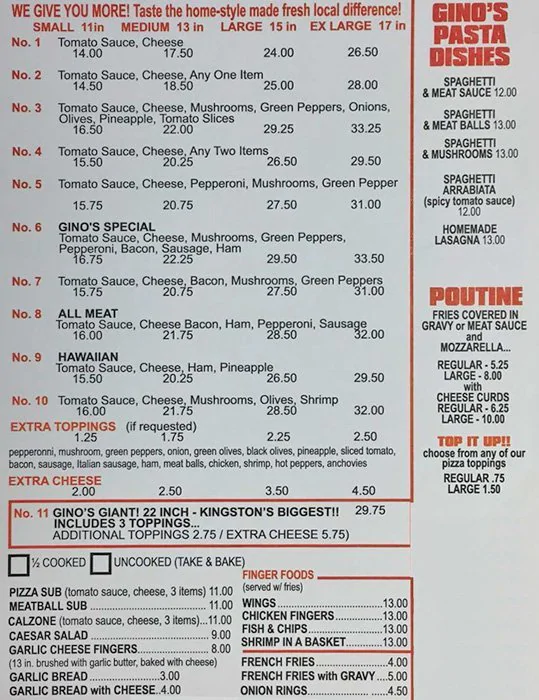 WE GIVE YOU MORE! Taste the home-style made fresh local difference!
SMALL 11in MEDIUM 13 in LARGE 15 in EX LARGE 17 in
No. 1 Tomato Sauce, Cheese
14.00 17.50 24.00 26.50
No. 2 Tomato Sauce, Cheese, Any One Item
14.50 18.50 25.00 28.00
No. 3 Tomato Sauce, Cheese, Mushrooms, Green Peppers, Onions,
Olives, Pineapple, Tomato Slices
16.50 22.00 29.25 33.25
No. 4 Tomato Sauce, Cheese, Any Two Items
15.50 20.25 26.50 29.50
No. 5 Tomato Sauce, Cheese, Pepperoni, Mushrooms, Green Pepper
15.75 20.75 27.50 31.00
No. 6 GINO'S SPECIAL
Tomato Sauce, Cheese, Mushrooms, Green Peppers,
Pepperoni, Bacon, Sausage, Ham
16.75 22.25 29.50 33.50
No. 7 Tomato Sauce, Cheese, Bacon, Mushrooms, Green Peppers
15.75 20.75 27.50 31.00
No. 8 ALL MEAT
Tomato Sauce, Cheese Bacon, Ham, Pepperoni, Sausage
16.00 21.75 28.50 32.00
No. 9 HAWAIIAN
Tomato Sauce, Cheese, Ham, Pineapple
15.50 20.25 26.50 29.50
No. 10 Tomato Sauce, Cheese, Mushrooms, Olives, Shrimp
16.00 21.75 28.50 32.00
EXTRA TOPPINGS (if requested)
1.25 1.75 2.25 2.50
pepperonni, mushroom, green peppers, onion, green olives, black olives, pineapple, sliced tomato,
bacon, sausage, Italian sausage, ham, meat balls, chicken, shrimp, hot peppers, anchovies
EXTRA CHEESE
2.00 2.50 3.50 4.50
No. 11 GINO'S GIANT! 22 INCH - KINGSTON'S BIGGEST!! 29.75
INCLUDES 3 TOPPINGS...
ADDITIONAL TOPPINGS 2.75 / EXTRA CHEESE 5.75)
½ COOKED UNCOOKED (TAKE & BAKE)
PIZZA SUB (tomato sauce, cheese, 3 items) 11.00
MEATBALL SUB .......................... 11.00
CALZONE (tomato sauce, cheese, 3 items)...11.00
CAESAR SALAD ............................. 9.00
GARLIC CHEESE FINGERS................... 8.00
(13 in. brushed with garlic butter, baked with cheese)
GARLIC BREAD ................3.00
GARLIC BREAD with CHEESE..4.00
FINGER FOODS
(served w/ fries)
WINGS..............................13.00
CHICKEN FINGERS................13.00
FISH & CHIPS.....................13.00
SHRIMP IN A BASKET...........13.00
FRENCH FRIES .....................4.00
FRENCH FRIES with GRAVY .....5.00
ONION RINGS......................4.50
GINO'S
PASTA
DISHES
SPAGHETTI
& MEAT SAUCE 12.00
SPAGHETTI
& MEAT BALLS 13.00
SPAGHETTI
& MUSHROOMS 13.00
SPAGHETTI
ARRABIATA
(spicy tomato sauce)
12.00
HOMEMADE
LASAGNA 13.00
POUTINE
FRIES COVERED IN
GRAVY or MEAT SAUCE
and
MOZZARELLA...
REGULAR - 5.25
LARGE - 8.00
with
CHEESE CURDS
REGULAR - 6.25
LARGE - 10.00
TOP IT UP!!
choose from any of our
pizza toppings
REGULAR .75
LARGE 1.50